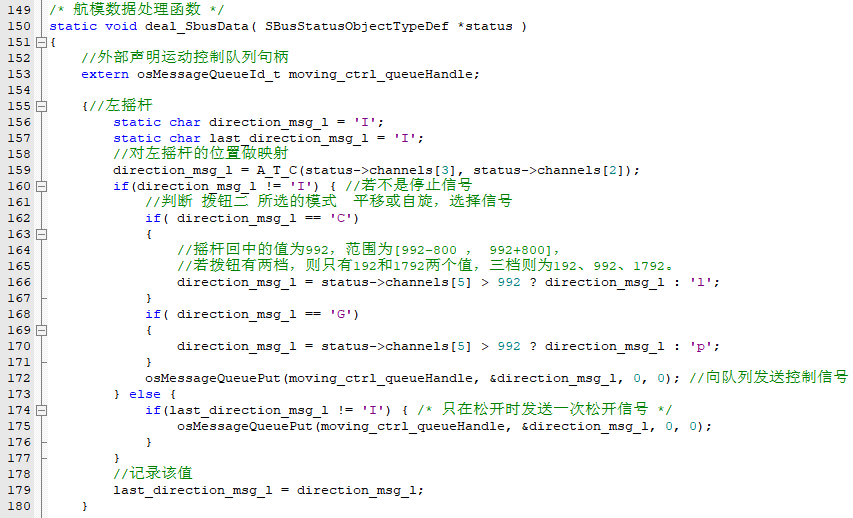 149 /* 航模数据处理函数 */
150 static void deal_SbusData( SBusStatusObjectTypeDef *status )
151 {
152     //外部声明运动控制队列句柄
153     extern osMessageQueueId_t moving_ctrl_queueHandle;
154
155     {//左摇杆
156         static char direction_msg_l = 'I';
157         static char last_direction_msg_l = 'I';
158         //对左摇杆的位置做映射
159         direction_msg_l = A_T_C(status->channels[3], status->channels[2]);
160         if(direction_msg_l != 'I') { //若不是停止信号
161             //判断 拨钮二 所选的模式  平移或自旋，选择信号
162             if( direction_msg_l == 'C')
163             {
164                 //摇杆回中的值为992，范围为[992-800 ， 992+800]，
165                 //若拨钮有两档，则只有192和1792两个值，三档则为192、992、1792。
166                 direction_msg_l = status->channels[5] > 992 ? direction_msg_l : 'l';
167             }
168             if( direction_msg_l == 'G')
169             {
170                 direction_msg_l = status->channels[5] > 992 ? direction_msg_l : 'p';
171             }
172             osMessageQueuePut(moving_ctrl_queueHandle, &direction_msg_l, 0, 0); //向队列发送控制信号
173         } else {
174             if(last_direction_msg_l != 'I') { /* 只在松开时发送一次松开信号 */
175                 osMessageQueuePut(moving_ctrl_queueHandle, &direction_msg_l, 0, 0);
176             }
177         }
178         //记录该值
179         last_direction_msg_l = direction_msg_l;
180     }